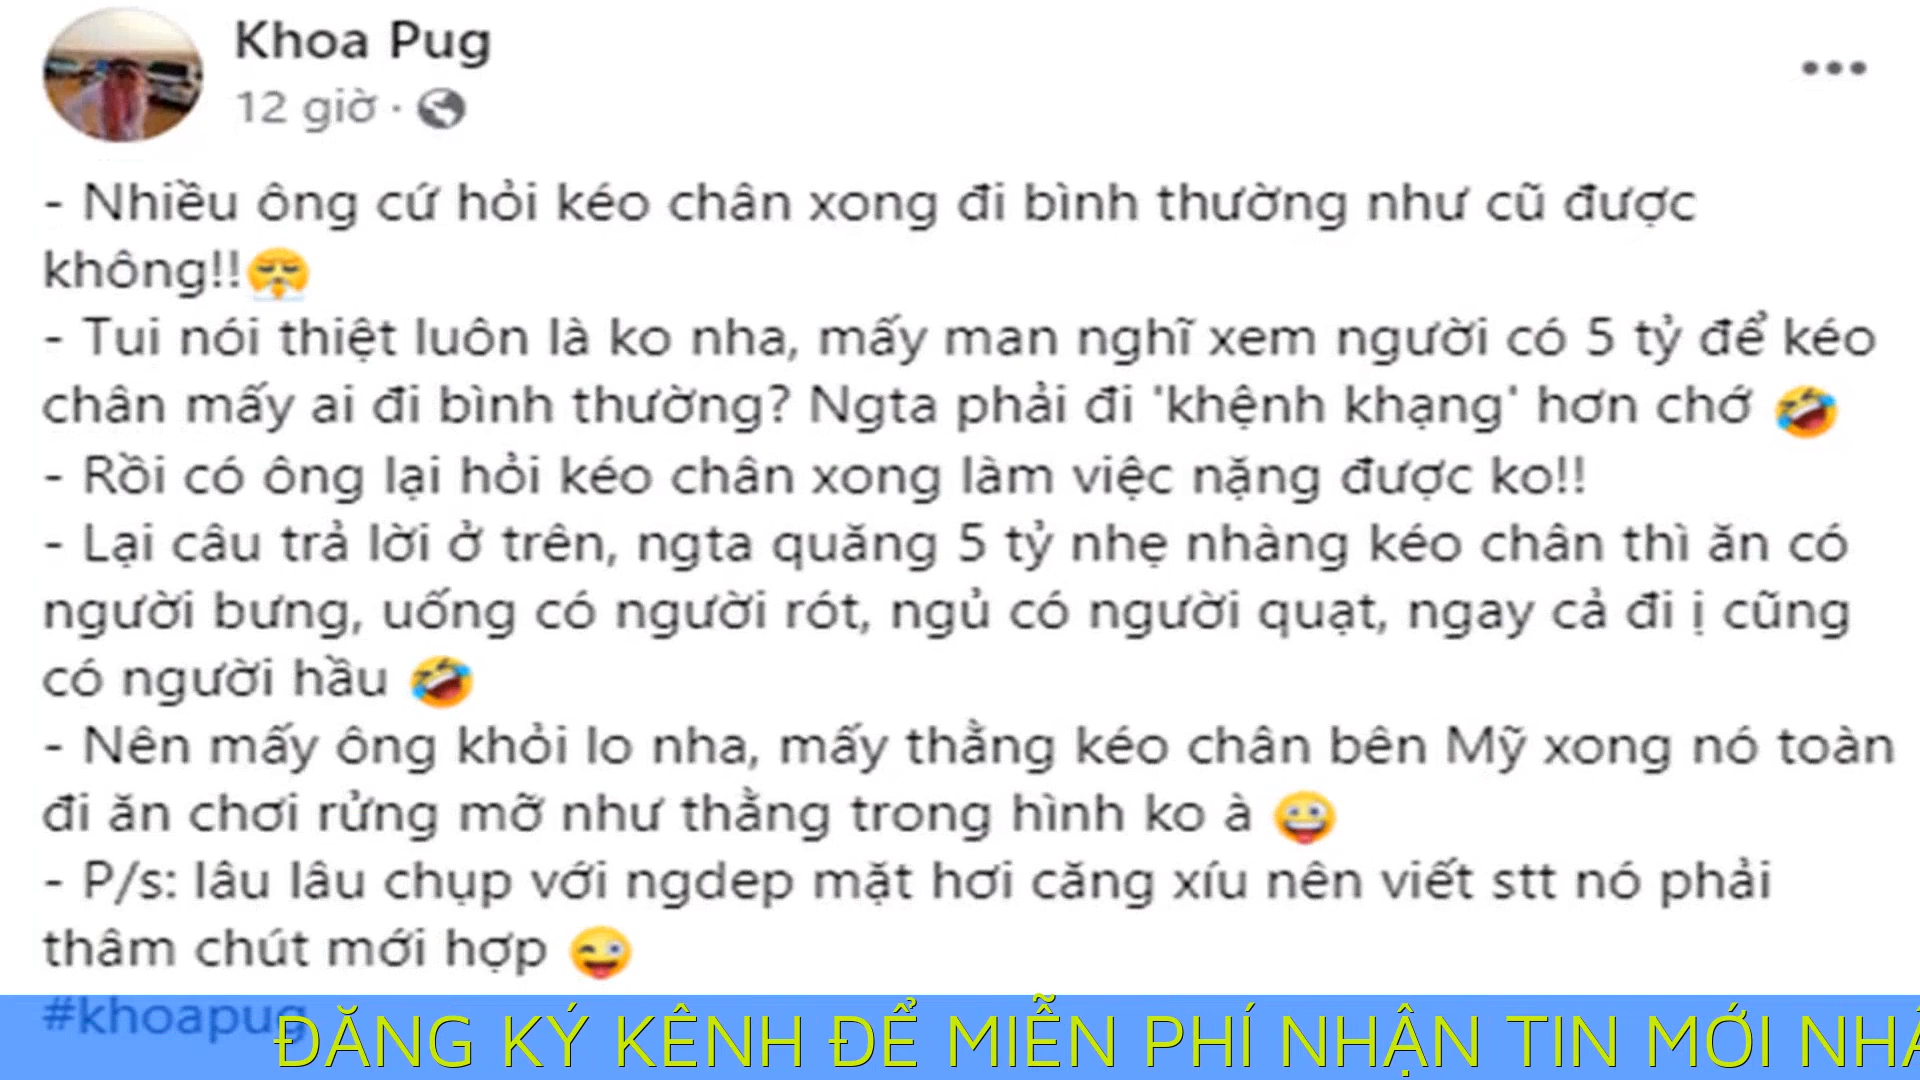 Khoa Pug
12 giờ ·
- Nhiều ông cứ hỏi kéo chân xong đi bình thường như cũ được
không!!😤
- Tui nói thiệt luôn là ko nha, mấy man nghĩ xem người có 5 tỷ để kéo
chân mấy ai đi bình thường? Ngta phải đi 'khệnh khạng' hơn chớ 🤣
- Rồi có ông lại hỏi kéo chân xong làm việc nặng được ko!!
- Lại câu trả lời ở trên, ngta quăng 5 tỷ nhẹ nhàng kéo chân thì ăn có
người bưng, uống có người rót, ngủ có người quạt, ngay cả đi ị cũng
có người hầu 🤣
- Nên mấy ông khỏi lo nha, mấy thằng kéo chân bên Mỹ xong nó toàn
đi ăn chơi rửng mỡ như thằng trong hình ko à 🤪
- P/s: lâu lâu chụp với ngdep mặt hơi căng xíu nên viết stt nó phải
thâm chút mới hợp 😜
#khoapug
ĐĂNG KÝ KÊNH ĐỂ MIỄN PHÍ NHẬN TIN MỚI